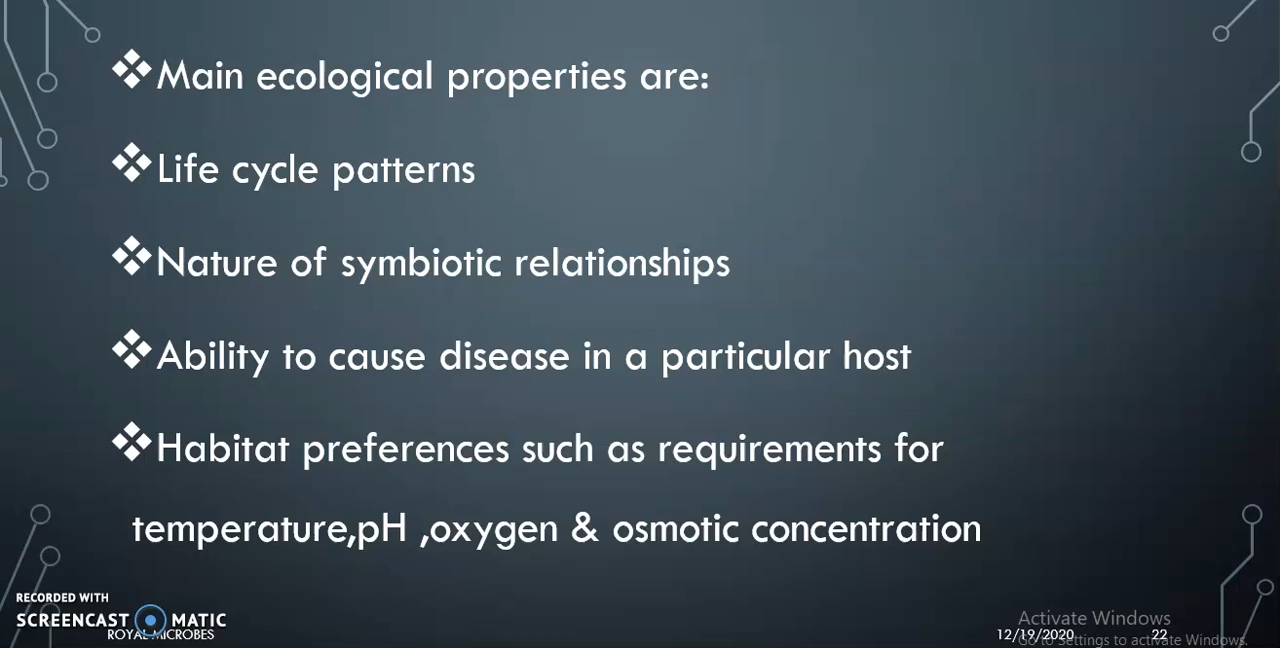 ❖Main ecological properties are:
❖Life cycle patterns
❖Nature of symbiotic relationships
❖Ability to cause disease in a particular host
❖Habitat preferences such as requirements for
temperature,pH ,oxygen & osmotic concentration
RECORDED WITH
SCREENCAST MATIC
ROYAL MICROBES
Activate Windows
12/19/2020 22
Go to Settings to activate Windows.